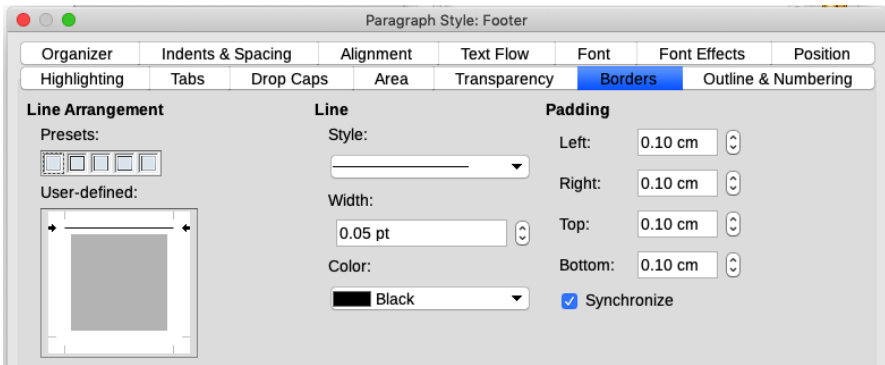 Paragraph Style: Footer
Organizer Indents & Spacing Alignment Text Flow Font Font Effects Position
Highlighting Tabs Drop Caps Area Transparency Borders Outline & Numbering
Line Arrangement
Presets:
User-defined:
Line
Style:
Width:
0.05 pt
Color:
Black
Padding
Left: 0.10 cm
Right: 0.10 cm
Top: 0.10 cm
Bottom: 0.10 cm
Synchronize